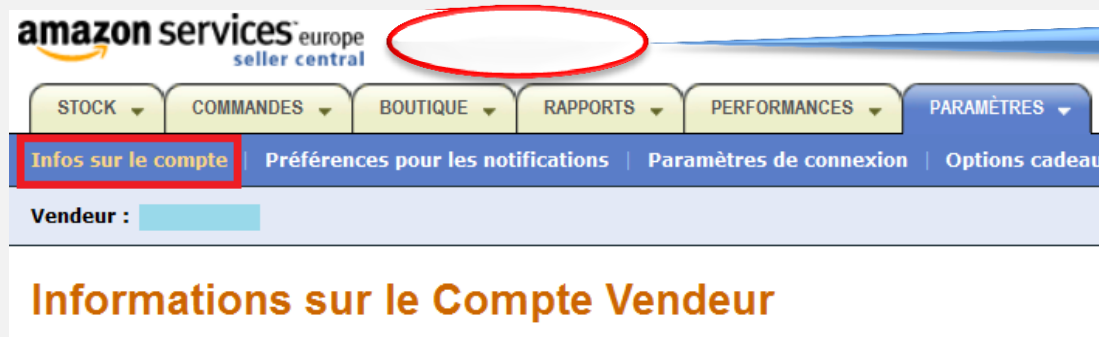 amazon services europe
seller central
STOCK COMMANDES BOUTIQUE RAPPORTS PERFORMANCES PARAMÈTRES
Infos sur le compte | Préférences pour les notifications | Paramètres de connexion | Options cadeau
Vendeur :
Informations sur le Compte Vendeur